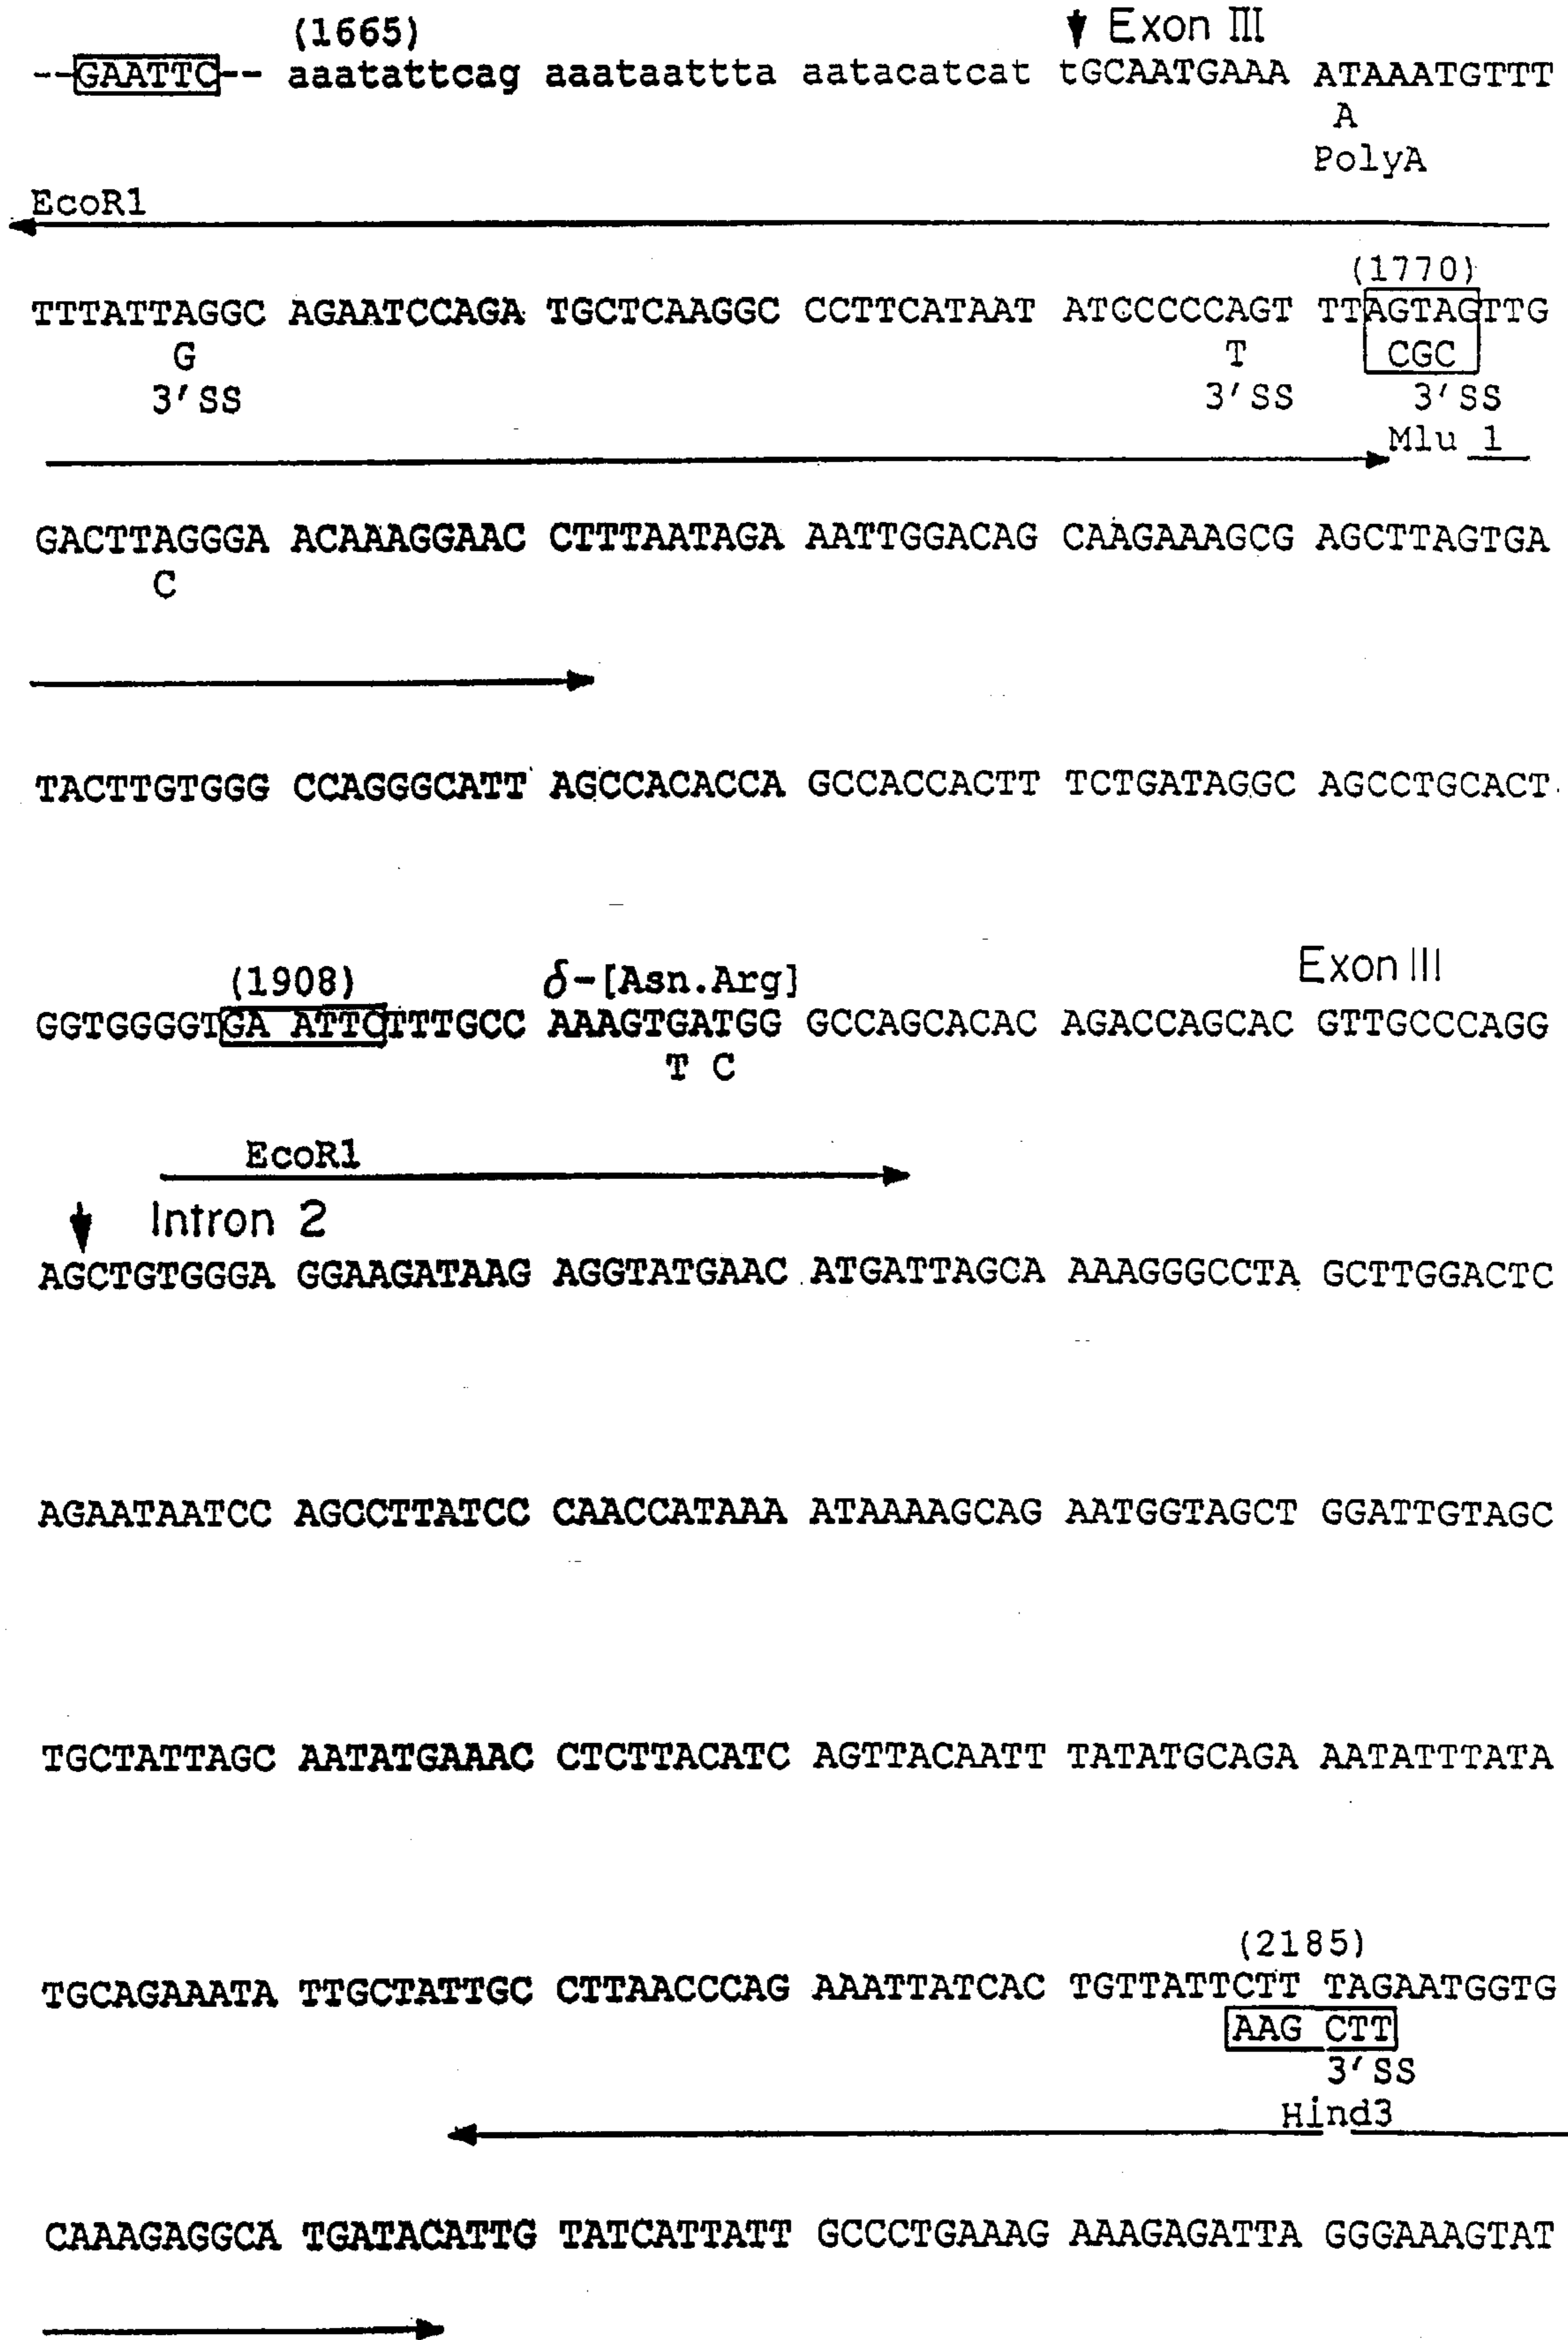 (1665) Exon III
--GAATTC-- aaatattcag aaataattta aatacatcat tGCAATGAAA ATAAATGTTT
A
PolyA
EcoR1
(1770)
TTTATTAGGC AGAATCCAGA TGCTCAAGGC CCTTCATAAT ATCCCCCAGT TTAGTAGTTG
G T CGC
3'SS 3'SS 3'SS
Mlu 1
GACTTAGGGA ACAAAGGAAC CTTTAATAGA AATTGGACAG CAAGAAAGCG AGCTTAGTGA
C
TACTTGTGGG CCAGGGCATT AGCCACACCA GCCACCACTT TCTGATAGGC AGCCTGCACT
(1908) δ-[Asn.Arg] Exon III
GGTGGGGTGA ATTCTTTGCC AAAGTGATGG GCCAGCACAC AGACCAGCAC GTTGCCCAGG
T C
EcoR1
Intron 2
AGCTGTGGGA GGAAGATAAG AGGTATGAAC ATGATTAGCA AAAGGGCCTA GCTTGGACTC
AGAATAATCC AGCCTTATCC CAACCATAAA ATAAAAGCAG AATGGTAGCT GGATTGTAGC
TGCTATTAGC AATATGAAAC CTCTTACATC AGTTACAATT TATATGCAGA AATATTTATA
(2185)
TGCAGAAATA TTGCTATTGC CTTAACCCAG AAATTATCAC TGTTATTCTT TAGAATGGTG
AAG CTT
3'SS
Hind3
CAAAGAGGCA TGATACATTG TATCATTATT GCCCTGAAAG AAAGAGATTA GGGAAAGTAT